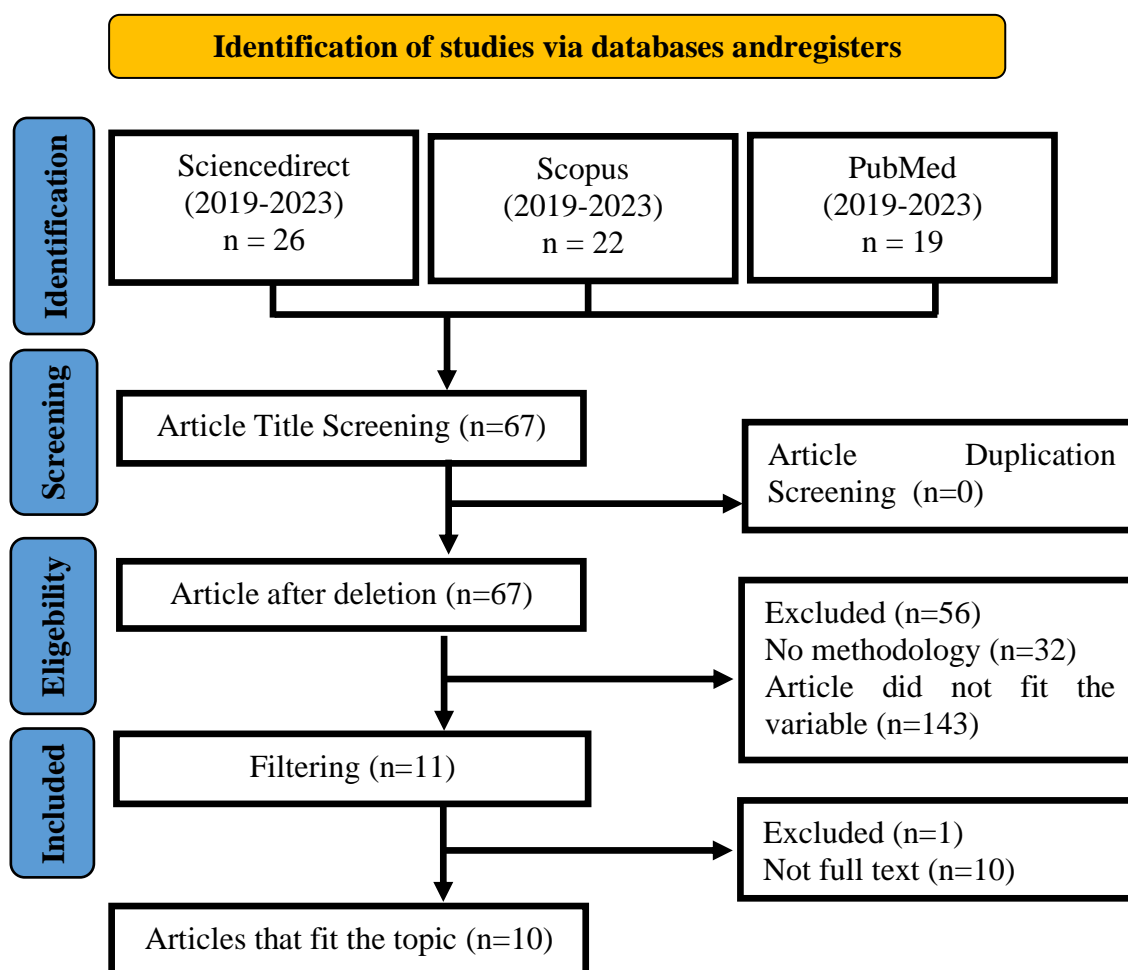 Identification of studies via databases andregisters
Identification
Sciencedirect
(2019-2023)
n = 26
Scopus
(2019-2023)
n = 22
PubMed
(2019-2023)
n = 19
Screening
Article Title Screening (n=67)
Article Duplication
Screening (n=0)
Eligebility
Article after deletion (n=67)
Excluded (n=56)
No methodology (n=32)
Article did not fit the
variable (n=143)
Included
Filtering (n=11)
Excluded (n=1)
Not full text (n=10)
Articles that fit the topic (n=10)